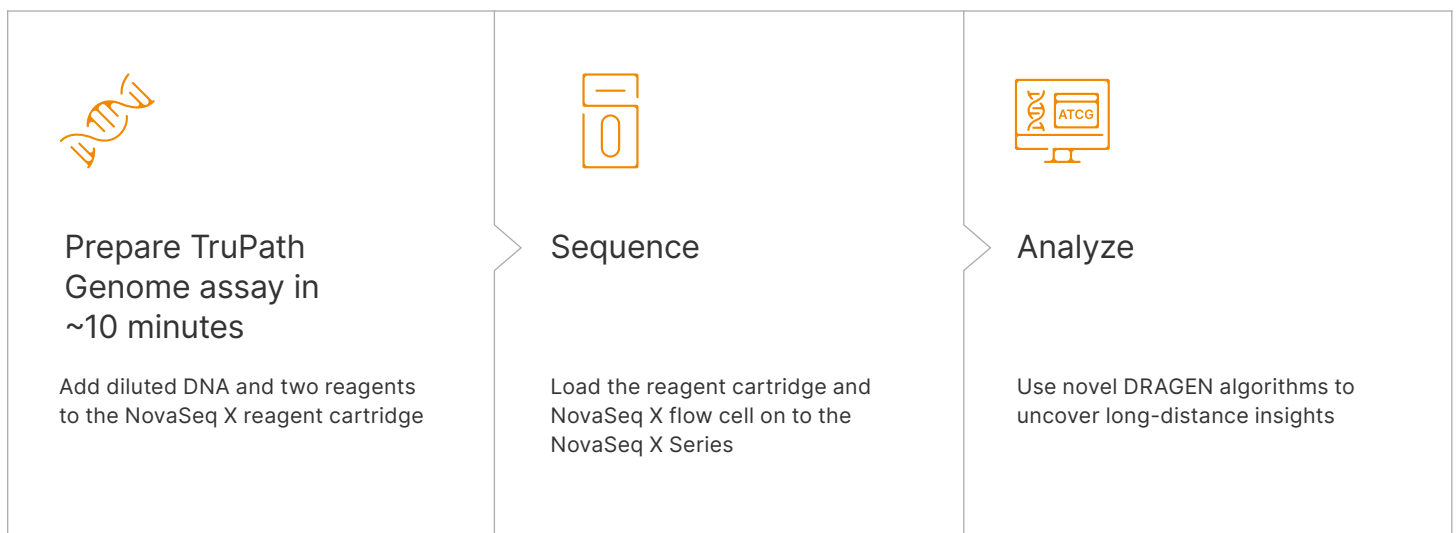 Prepare TruPath
Genome assay in
~10 minutes
Add diluted DNA and two reagents
to the NovaSeq X reagent cartridge
Sequence
Load the reagent cartridge and
NovaSeq X flow cell on to the
NovaSeq X Series
ATCG
Analyze
Use novel DRAGEN algorithms to
uncover long-distance insights